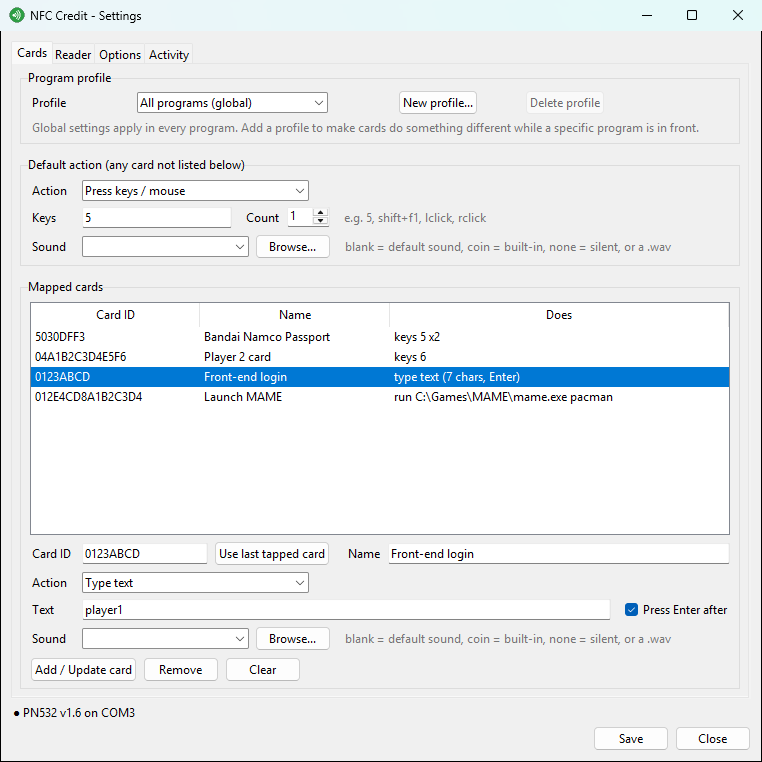 NFC Credit - Settings
Cards Reader Options Activity
Program profile
Profile All programs (global) New profile... Delete profile
Global settings apply in every program. Add a profile to make cards do something different while a specific program is in front.
Default action (any card not listed below)
Action Press keys / mouse
Keys 5 Count 1 e.g. 5, shift+f1, lclick, rclick
Sound Browse... blank = default sound, coin = built-in, none = silent, or a .wav
Mapped cards
Card ID Name Does
5030DFF3 Bandai Namco Passport keys 5 x2
04A1B2C3D4E5F6 Player 2 card keys 6
0123ABCD Front-end login type text (7 chars, Enter)
012E4CD8A1B2C3D4 Launch MAME run C:\Games\MAME\mame.exe pacman
Card ID 0123ABCD Use last tapped card Name Front-end login
Action Type text
Text player1 Press Enter after
Sound Browse... blank = default sound, coin = built-in, none = silent, or a .wav
Add / Update card Remove Clear
● PN532 v1.6 on COM3
Save Close